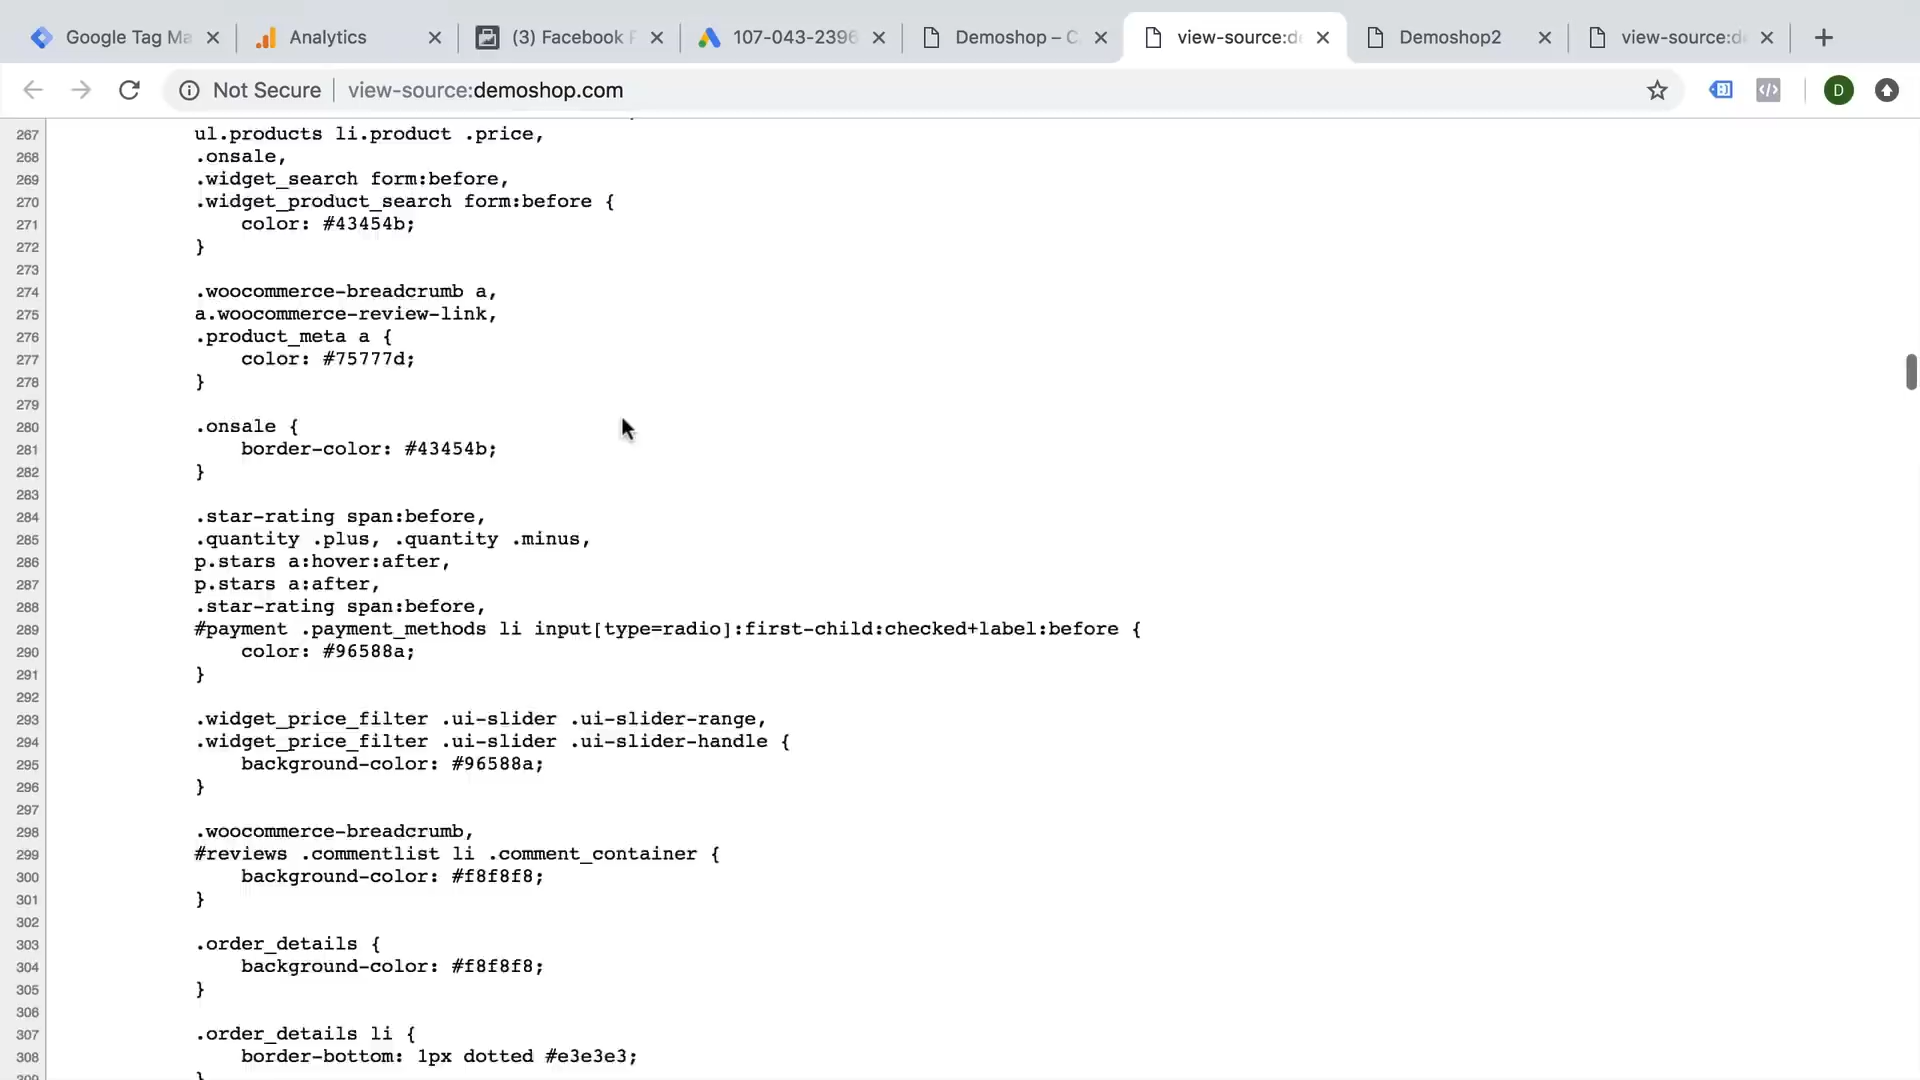 Google Tag Ma
Analytics
(3) Facebook P
107-043-2396
Demoshop – C
view-source:de
Demoshop2
view-source:de
Not Secure
view-source:demoshop.com
D
267 ul.products li.product .price,
268 .onsale,
269 .widget_search form:before,
270 .widget_product_search form:before {
271 color: #43454b;
272 }
273
274 .woocommerce-breadcrumb a,
275 a.woocommerce-review-link,
276 .product_meta a {
277 color: #75777d;
278 }
279
280 .onsale {
281 border-color: #43454b;
282 }
283
284 .star-rating span:before,
285 .quantity .plus, .quantity .minus,
286 p.stars a:hover:after,
287 p.stars a:after,
288 .star-rating span:before,
289 #payment .payment_methods li input[type=radio]:first-child:checked+label:before {
290 color: #96588a;
291 }
292
293 .widget_price_filter .ui-slider .ui-slider-range,
294 .widget_price_filter .ui-slider .ui-slider-handle {
295 background-color: #96588a;
296 }
297
298 .woocommerce-breadcrumb,
299 #reviews .commentlist li .comment_container {
300 background-color: #f8f8f8;
301 }
302
303 .order_details {
304 background-color: #f8f8f8;
305 }
306
307 .order_details li {
308 border-bottom: 1px dotted #e3e3e3;
309 }